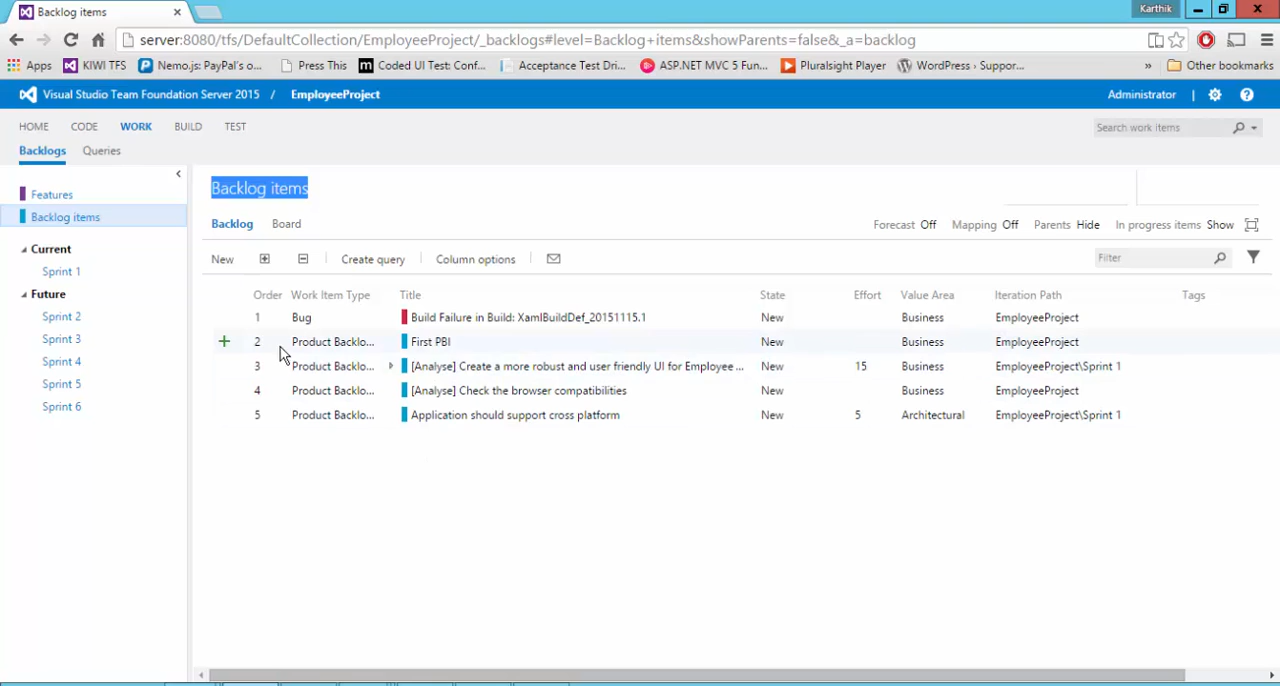 Backlog items
Karthik
server:8080/tfs/DefaultCollection/EmployeeProject/_backlogs#level=Backlog+items&showParents=false&_a=backlog
Apps KIWI TFS Nemo.js: PayPal's o... Press This Coded UI Test: Conf... Acceptance Test Dri... ASP.NET MVC 5 Fun... Pluralsight Player WordPress › Suppor... » Other bookmarks
Visual Studio Team Foundation Server 2015 / EmployeeProject Administrator |
HOME CODE WORK BUILD TEST Search work items
Backlogs Queries
Features
Backlog items
Current
Sprint 1
Future
Sprint 2
Sprint 3
Sprint 4
Sprint 5
Sprint 6
Backlog items
Backlog Board Forecast Off Mapping Off Parents Hide In progress items Show
New Create query Column options Filter
Order Work Item Type Title State Effort Value Area Iteration Path Tags
1 Bug Build Failure in Build: XamlBuildDef_20151115.1 New Business EmployeeProject
2 Product Backlo... First PBI New Business EmployeeProject
3 Product Backlo... [Analyse] Create a more robust and user friendly UI for Employee ... New 15 Business EmployeeProject\Sprint 1
4 Product Backlo... [Analyse] Check the browser compatibilities New Business EmployeeProject
5 Product Backlo... Application should support cross platform New 5 Architectural EmployeeProject\Sprint 1